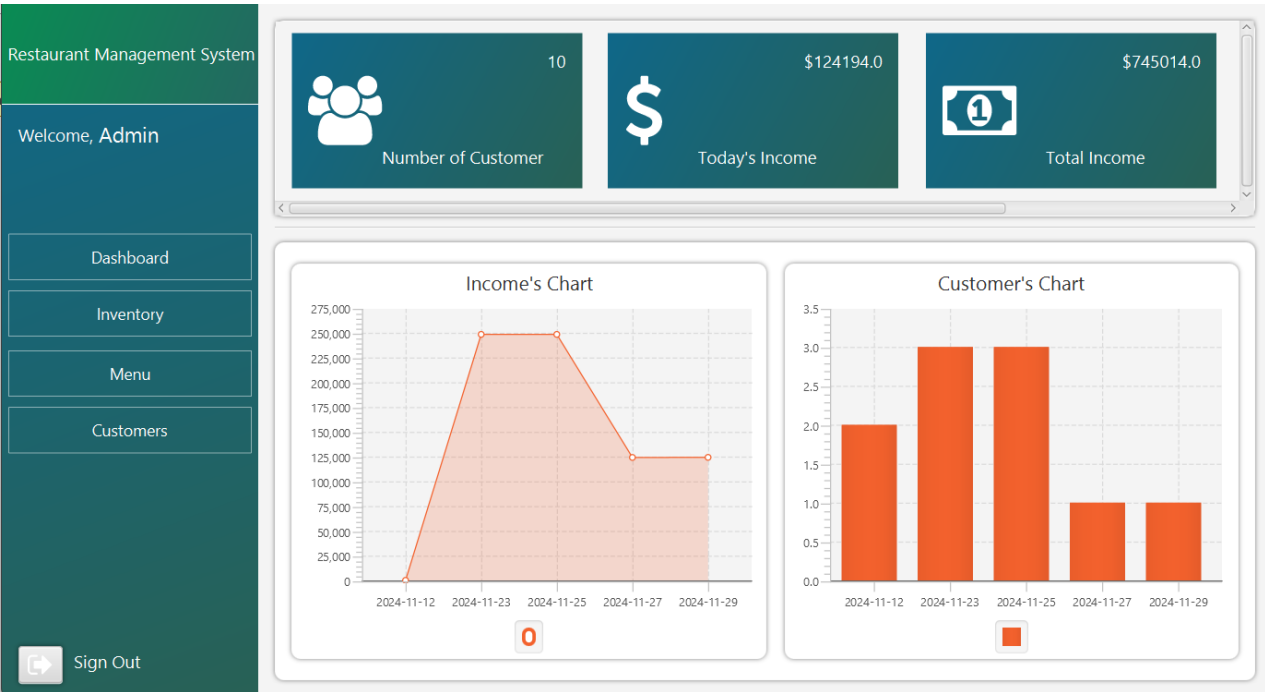 Restaurant Management System
Welcome, Admin
Dashboard
Inventory
Menu
Customers
Sign Out
10
Number of Customer
$124194.0
Today's Income
$745014.0
1
Total Income
Income's Chart
275,000
250,000
225,000
200,000
175,000
150,000
125,000
100,000
75,000
50,000
25,000
0
2024-11-12 2024-11-23 2024-11-25 2024-11-27 2024-11-29
Customer's Chart
3.5
3.0
2.5
2.0
1.5
1.0
0.5
0.0
2024-11-12 2024-11-23 2024-11-25 2024-11-27 2024-11-29